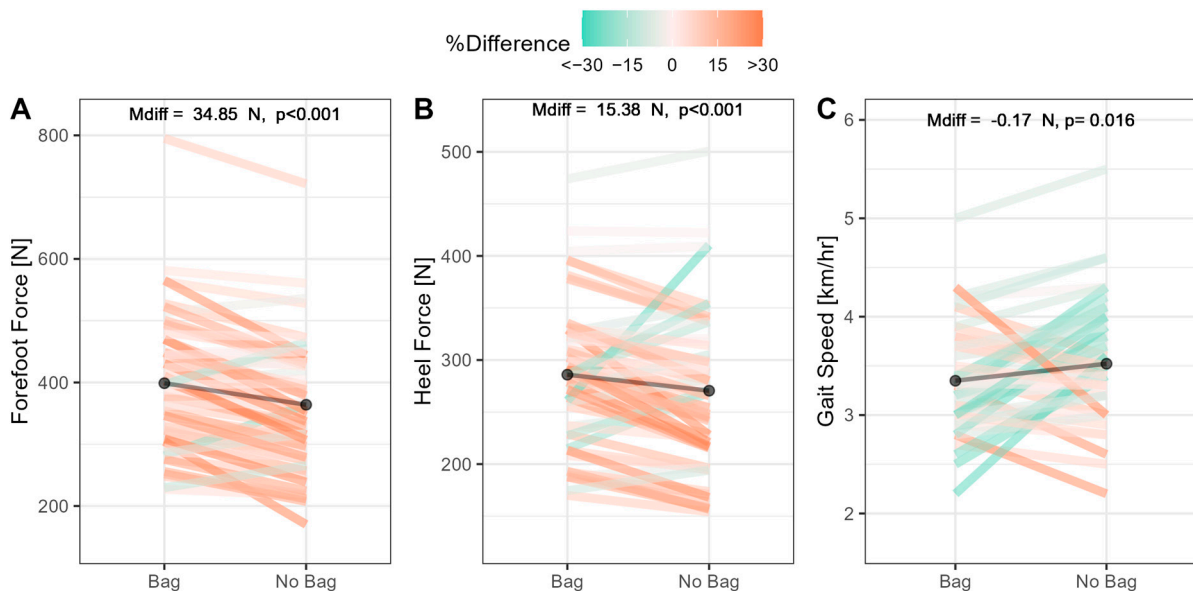 %Difference
<−30 −15 0 15 >30
A
Mdiff = 34.85 N, p<0.001
Forefoot Force [N]
800
600
400
200
Bag No Bag
B
Mdiff = 15.38 N, p<0.001
Heel Force [N]
500
400
300
200
Bag No Bag
C
Mdiff = -0.17 N, p= 0.016
Gait Speed [km/hr]
6
5
4
3
2
Bag No Bag